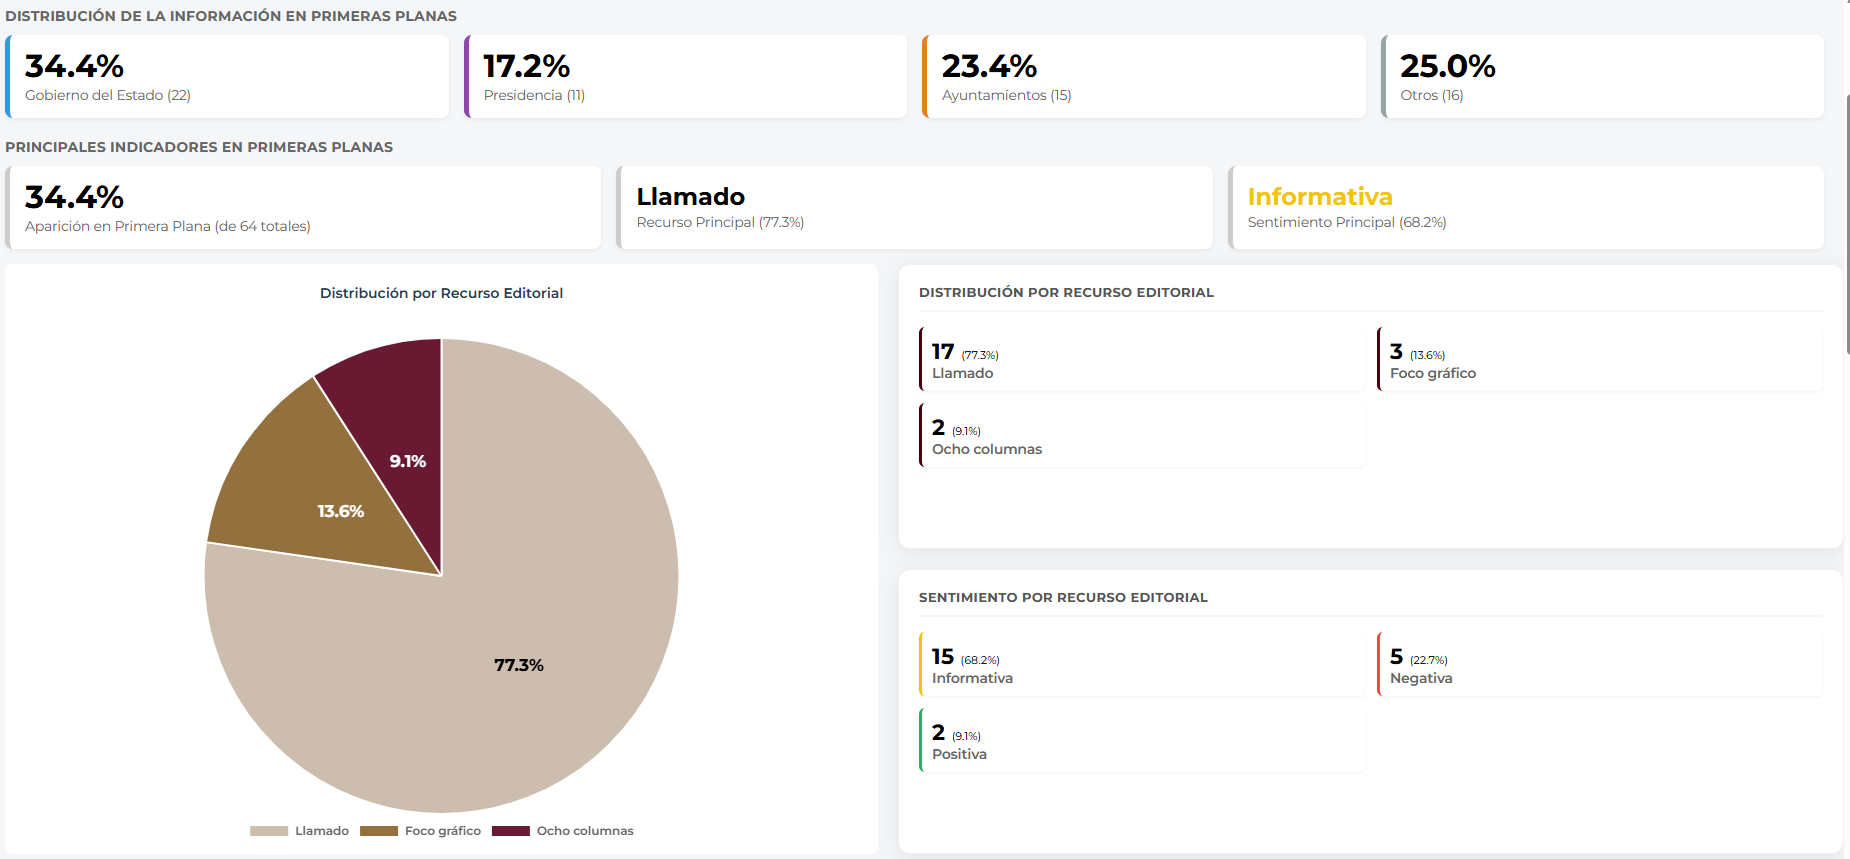 DISTRIBUCIÓN DE LA INFORMACIÓN EN PRIMERAS PLANAS
34.4%
Gobierno del Estado (22)
17.2%
Presidencia (11)
23.4%
Ayuntamientos (15)
25.0%
Otros (16)
PRINCIPALES INDICADORES EN PRIMERAS PLANAS
34.4%
Aparición en Primera Plana (de 64 totales)
Llamado
Recurso Principal (77.3%)
Informativa
Sentimiento Principal (68.2%)
Distribución por Recurso Editorial
9.1%
13.6%
77.3%
Llamado
Foco gráfico
Ocho columnas
DISTRIBUCIÓN POR RECURSO EDITORIAL
17 (77.3%)
Llamado
3 (13.6%)
Foco gráfico
2 (9.1%)
Ocho columnas
SENTIMIENTO POR RECURSO EDITORIAL
15 (68.2%)
Informativa
5 (22.7%)
Negativa
2 (9.1%)
Positiva